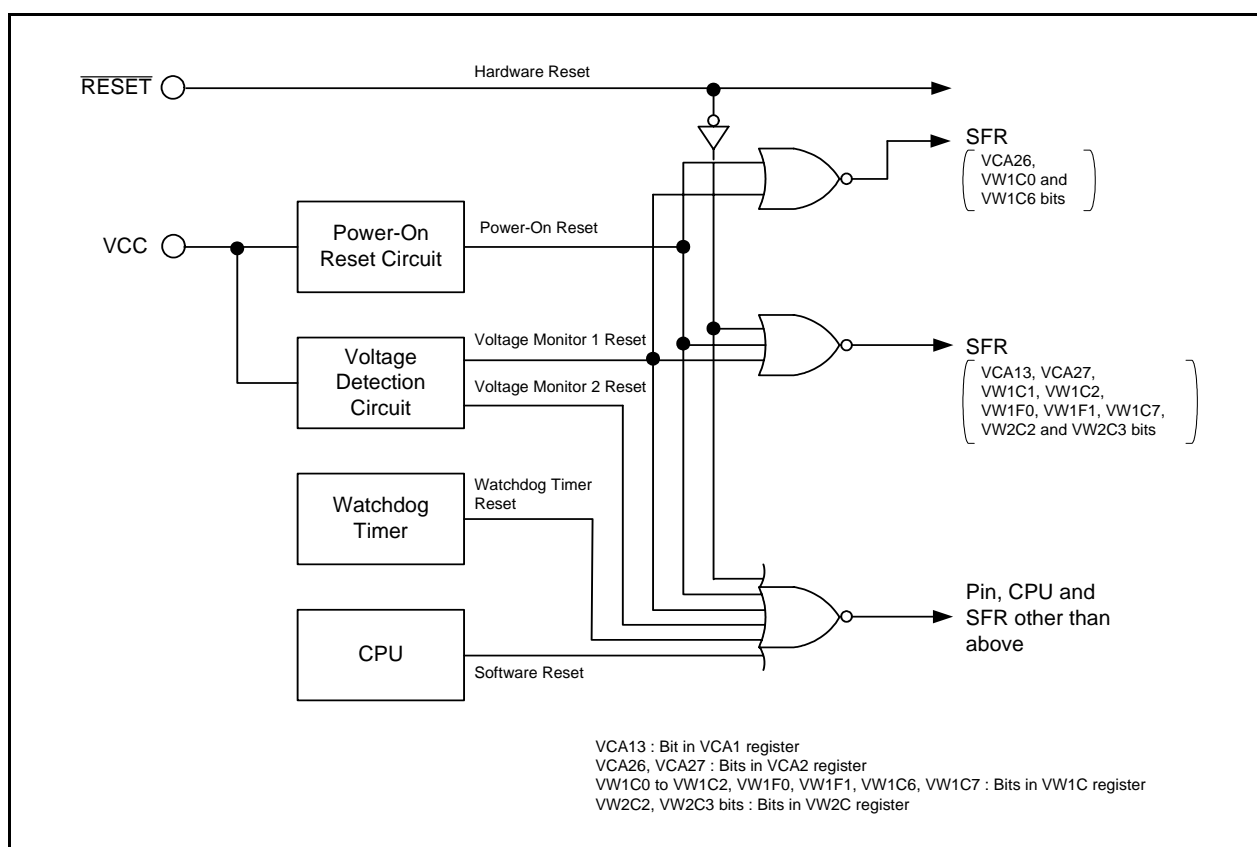 Hardware Reset
RESET
SFR
VCA26,
VW1C0 and
VW1C6 bits
VCC
Power-On
Reset Circuit
Power-On Reset
Voltage
Detection
Circuit
Voltage Monitor 1 Reset
Voltage Monitor 2 Reset
SFR
VCA13, VCA27,
VW1C1, VW1C2,
VW1F0, VW1F1, VW1C7,
VW2C2 and VW2C3 bits
Watchdog
Timer
Watchdog Timer
Reset
Pin, CPU and
SFR other than
above
CPU
Software Reset
VCA13 : Bit in VCA1 register
VCA26, VCA27 : Bits in VCA2 register
VW1C0 to VW1C2, VW1F0, VW1F1, VW1C6, VW1C7 : Bits in VW1C register
VW2C2, VW2C3 bits : Bits in VW2C register